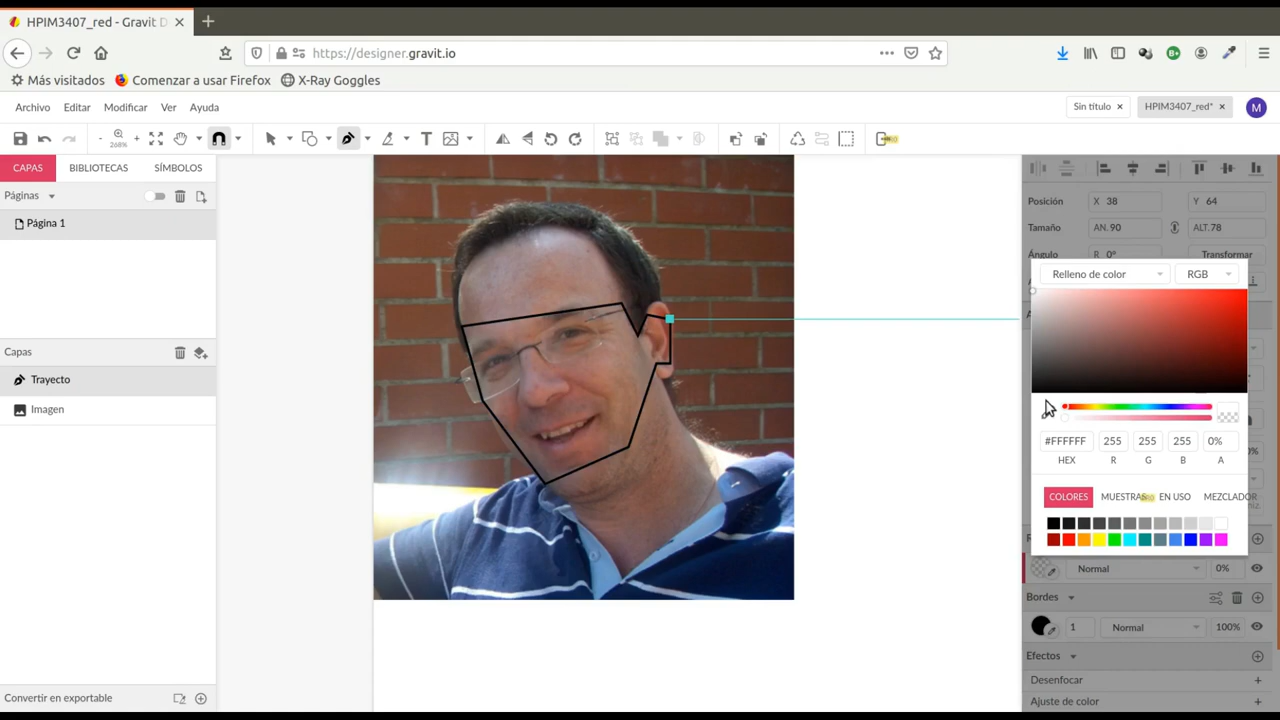 HPIM3407_red - Gravit D
https://designer.gravit.io
Más visitados Comenzar a usar Firefox X-Ray Goggles
Archivo Editar Modificar Ver Ayuda
Sin título HPIM3407_red* M
268%
CAPAS BIBLIOTECAS SÍMBOLOS
Páginas
Página 1
Capas
Trayecto
Imagen
Convertir en exportable
Posición X 38 Y 64
Tamaño AN. 90 ALT. 78
Ángulo R 0° Transformar
Relleno de color RGB
#FFFFFF 255 255 255 0%
HEX R G B A
COLORES MUESTRAS EN USO MEZCLADOR
Normal 0%
Bordes
1 Normal 100%
Efectos
Desenfocar
Ajuste de color